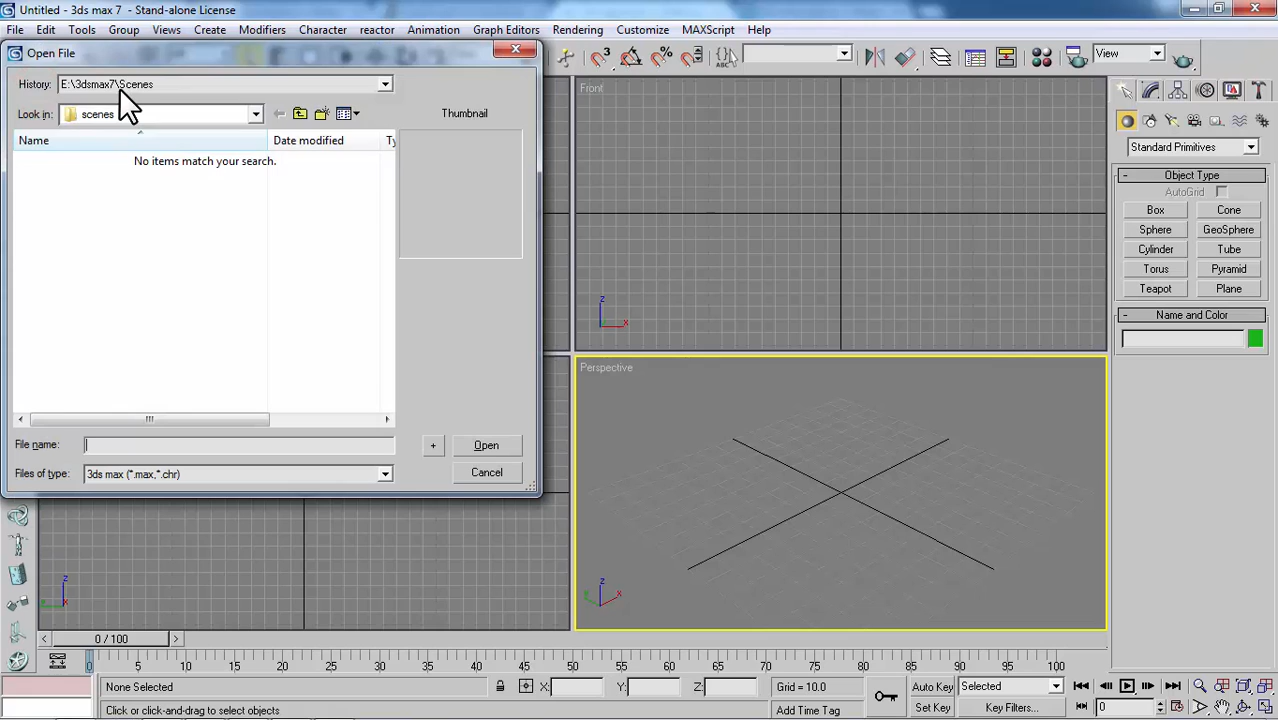 Untitled - 3ds max 7 - Stand-alone License
File Edit Tools Group Views Create Modifiers Character reactor Animation Graph Editors Rendering Customize MAXScript Help
Open File
History: E:\3dsmax7\Scenes
Look in: scenes
Thumbnail
Name Date modified Ty
No items match your search.
File name:
+ Open
Files of type: 3ds max (*.max,*.chr)
Cancel
View
Front
z
x
Perspective
z
x
z
x
Standard Primitives
- Object Type
AutoGrid
Box Cone
Sphere GeoSphere
Cylinder Tube
Torus Pyramid
Teapot Plane
- Name and Color
< 0 / 100 >
0 5 10 15 20 25 30 35 40 45 50 55 60 65 70 75 80 85 90 95 100
None Selected X: Y: Z: Grid = 10.0 Auto Key Selected
Click or click-and-drag to select objects Add Time Tag Set Key Key Filters... 0